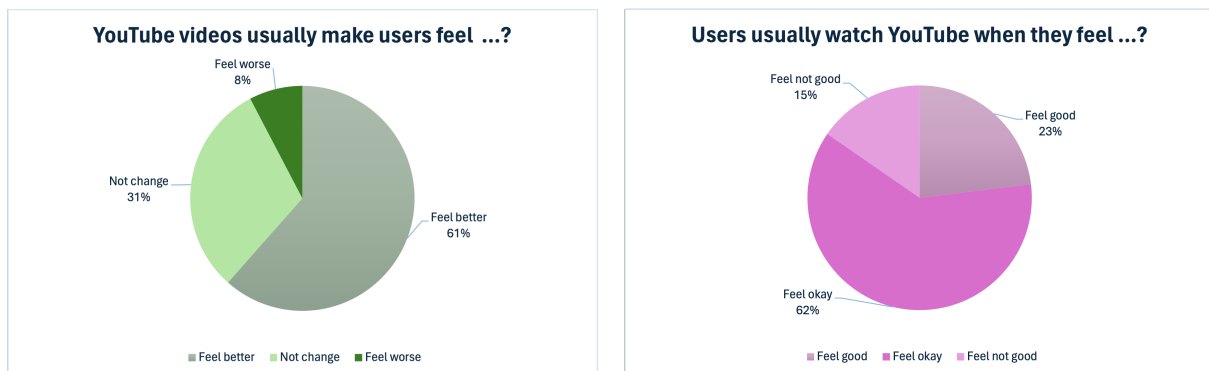 YouTube videos usually make users feel ...?
Feel worse
8%
Not change
31%
Feel better
61%
Feel better Not change Feel worse
Users usually watch YouTube when they feel ...?
Feel not good
15%
Feel good
23%
Feel okay
62%
Feel good Feel okay Feel not good